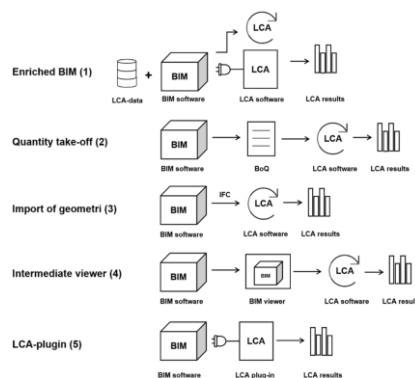 LCA
Enriched BIM (1) + BIM LCA
LCA-data BIM software LCA software LCA results
Quantity take-off (2) BIM LCA
BIM software BoQ LCA software LCA results
IFC
Import of geometri (3) BIM LCA
BIM software LCA software LCA results
Intermediate viewer (4) BIM BIM LCA
BIM software BIM viewer LCA software LCA resul
LCA-plugin (5) BIM LCA
BIM software LCA plug-in LCA results